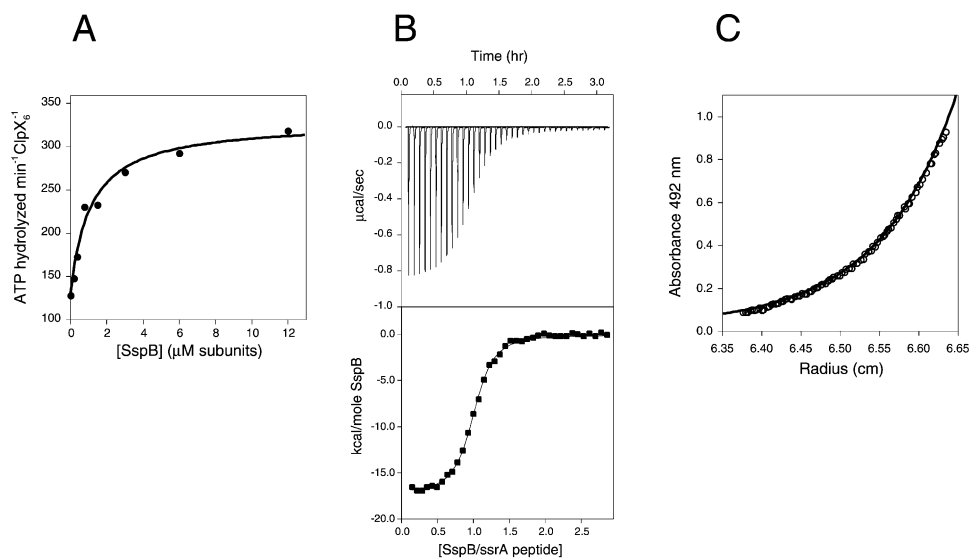 A
B
C
ATP hydrolyzed min⁻¹ClpX₆⁻¹
350
300
250
200
150
100
0 2 4 6 8 10 12
[SspB] (μM subunits)
Time (hr)
0.0 0.5 1.0 1.5 2.0 2.5 3.0
μcal/sec
0.0
-0.2
-0.4
-0.6
-0.8
-1.0
kcal/mole SspB
0.0
-5.0
-10.0
-15.0
-20.0
0.0 0.5 1.0 1.5 2.0 2.5
[SspB/ssrA peptide]
Absorbance 492 nm
1.0
0.8
0.6
0.4
0.2
0.0
6.35 6.40 6.45 6.50 6.55 6.60 6.65
Radius (cm)